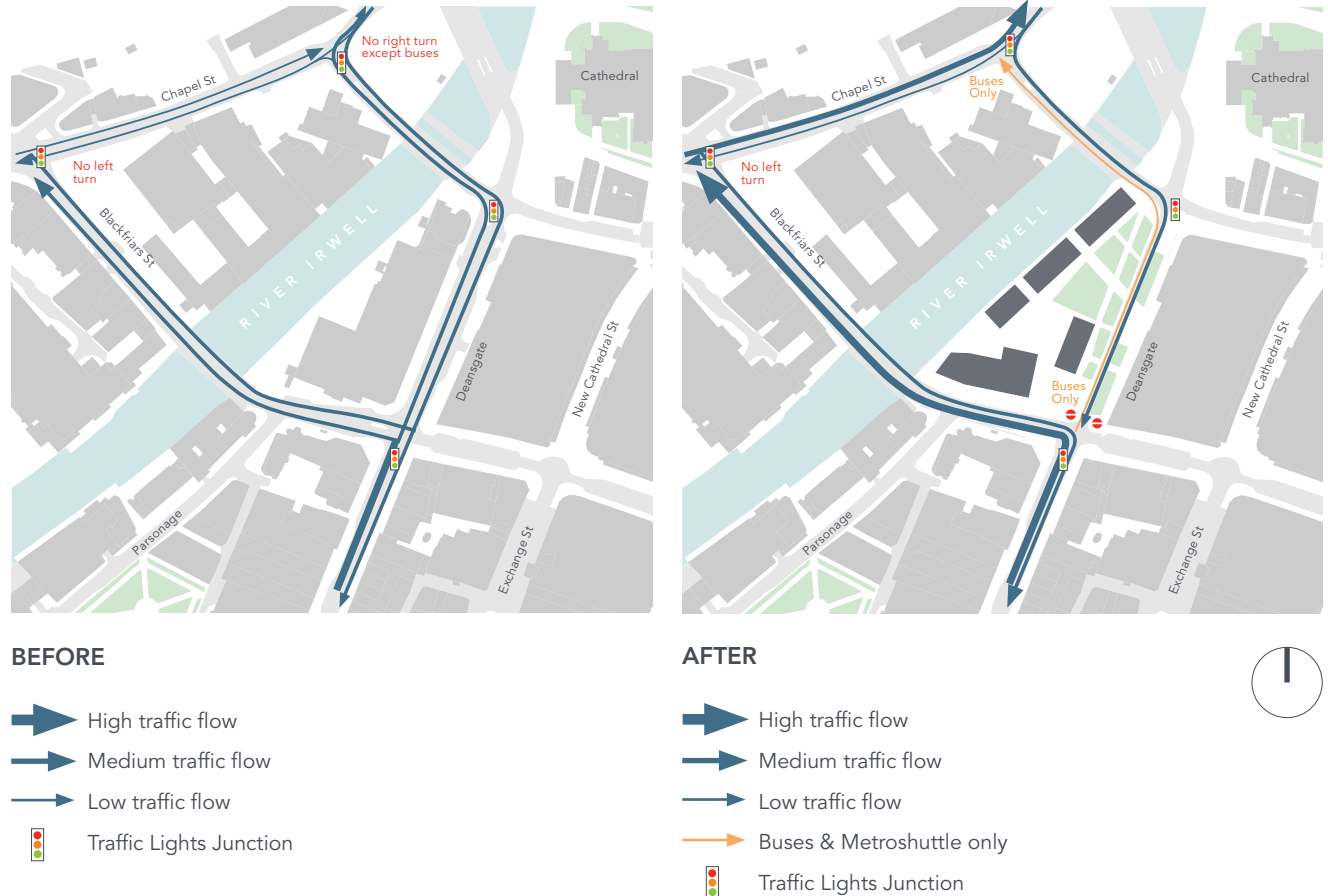 No right turn
except buses
Cathedral
Chapel St
No left
turn
Blackfriars St
RIVER IRWELL
Deansgate
New Cathedral St
Parsonage
Exchange St
Buses
Only
Cathedral
Chapel St
No left
turn
Blackfriars St
RIVER IRWELL
Buses
Only
Deansgate
New Cathedral St
Parsonage
Exchange St
BEFORE
High traffic flow
Medium traffic flow
Low traffic flow
Traffic Lights Junction
AFTER
High traffic flow
Medium traffic flow
Low traffic flow
Buses & Metroshuttle only
Traffic Lights Junction